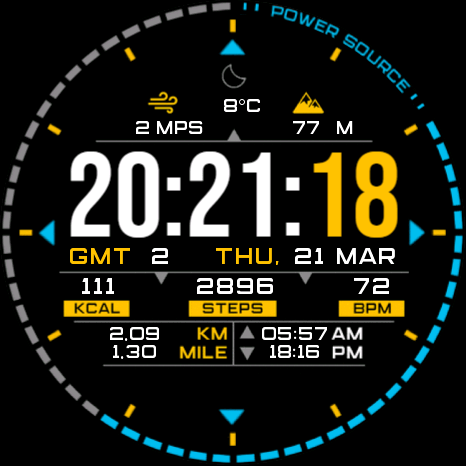 POWER SOURCE
8°C
2 MPS 77 M
20:21:18
GMT 2 THU, 21 MAR
111 2896 72
KCAL STEPS BPM
2,09 KM 05:57 AM
1,30 MILE 18:16 PM